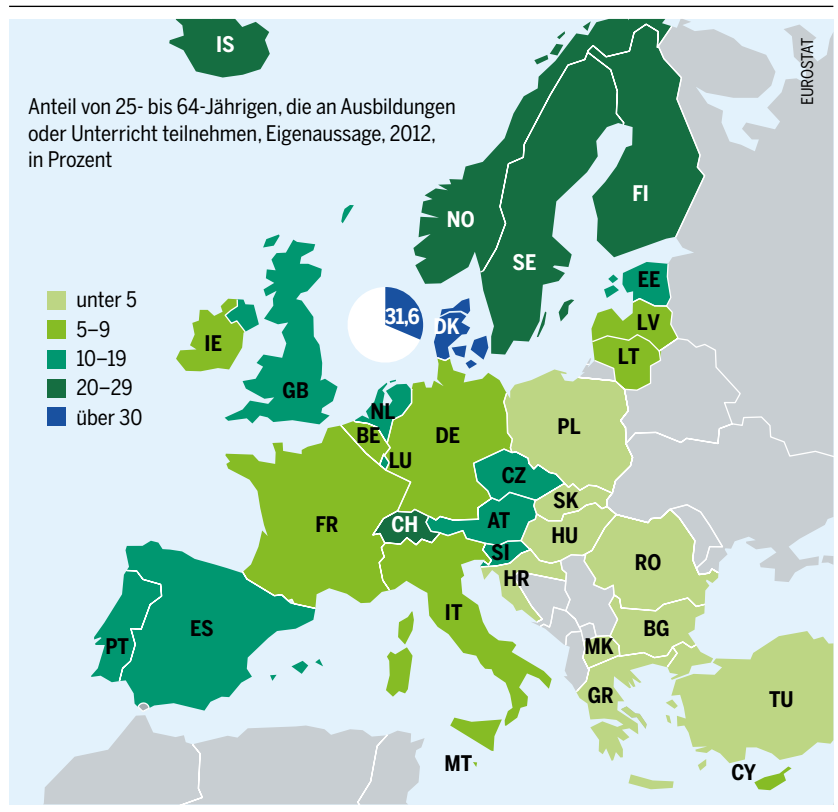 IS
EUROSTAT
Anteil von 25- bis 64-Jährigen, die an Ausbildungen
oder Unterricht teilnehmen, Eigenaussage, 2012,
in Prozent
FI
NO
SE
EE
unter 5
5–9
10–19
20–29
über 30
31,6
DK
LV
IE
LT
GB
NL
BE
DE
PL
LU
CZ
SK
FR
CH
AT
HU
SI
RO
HR
IT
ES
PT
BG
MK
GR
TU
MT
CY